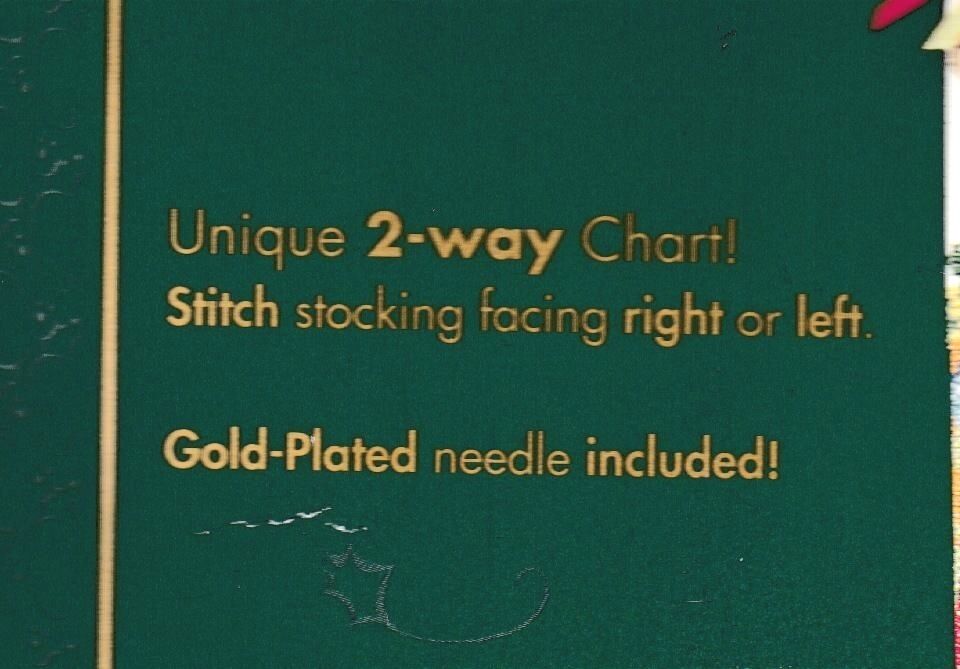 Unique 2-way Chart!
Stitch stocking facing right or left.
Gold-Plated needle included!